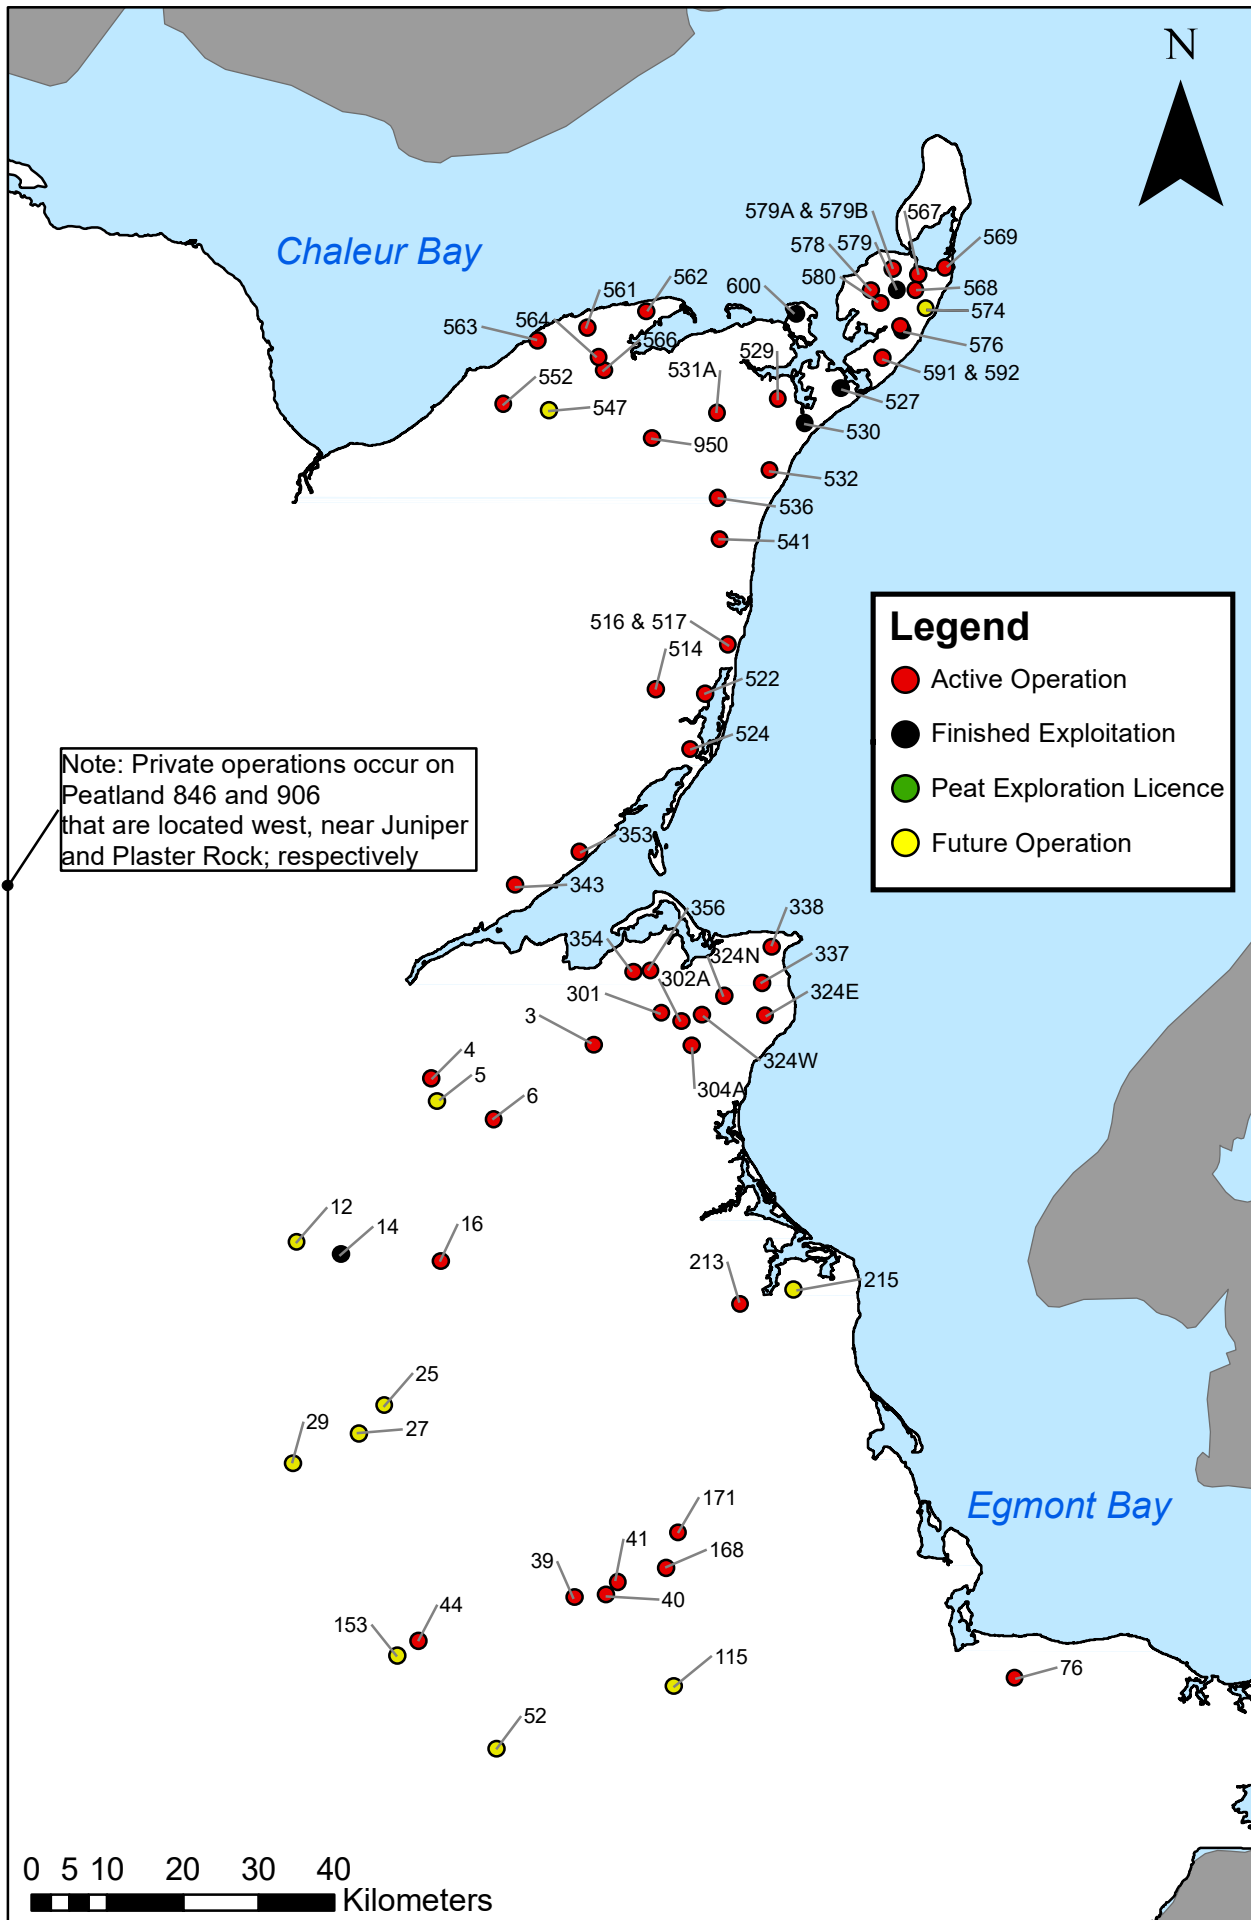 N
579A & 579B
567
578
579
569
Chaleur Bay
580
568
600
562
561
574
564
563
566
576
529
531A
591 & 592
552
547
527
530
950
532
536
541
Legend
516 & 517
514
Active Operation
522
Finished Exploitation
524
Peat Exploration Licence
Note: Private operations occur on
Peatland 846 and 906
that are located west, near Juniper
and Plaster Rock; respectively
Future Operation
353
343
356
338
354
324N
337
302A
301
324E
3
324W
4
5
304A
6
12
14
16
213
215
25
29
27
Egmont Bay
171
41
168
39
40
44
153
115
76
52
0 5 10 20 30 40
Kilometers